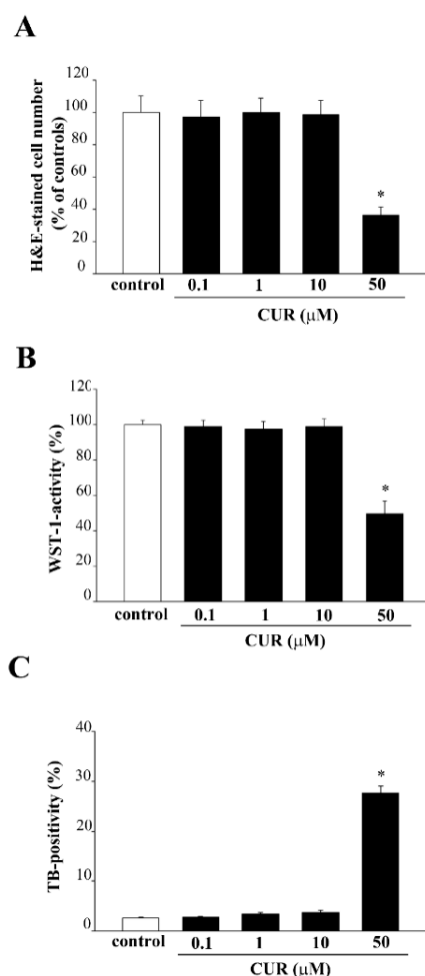 A
H&E-stained cell number
(% of controls)
120
100
80
60
40
20
0
*
control 0.1 1 10 50
CUR (µM)
B
WST-1-activity (%)
120
100
80
60
40
20
0
*
control 0.1 1 10 50
CUR (µM)
C
TB-positivity (%)
40
30
20
10
0
*
control 0.1 1 10 50
CUR (µM)